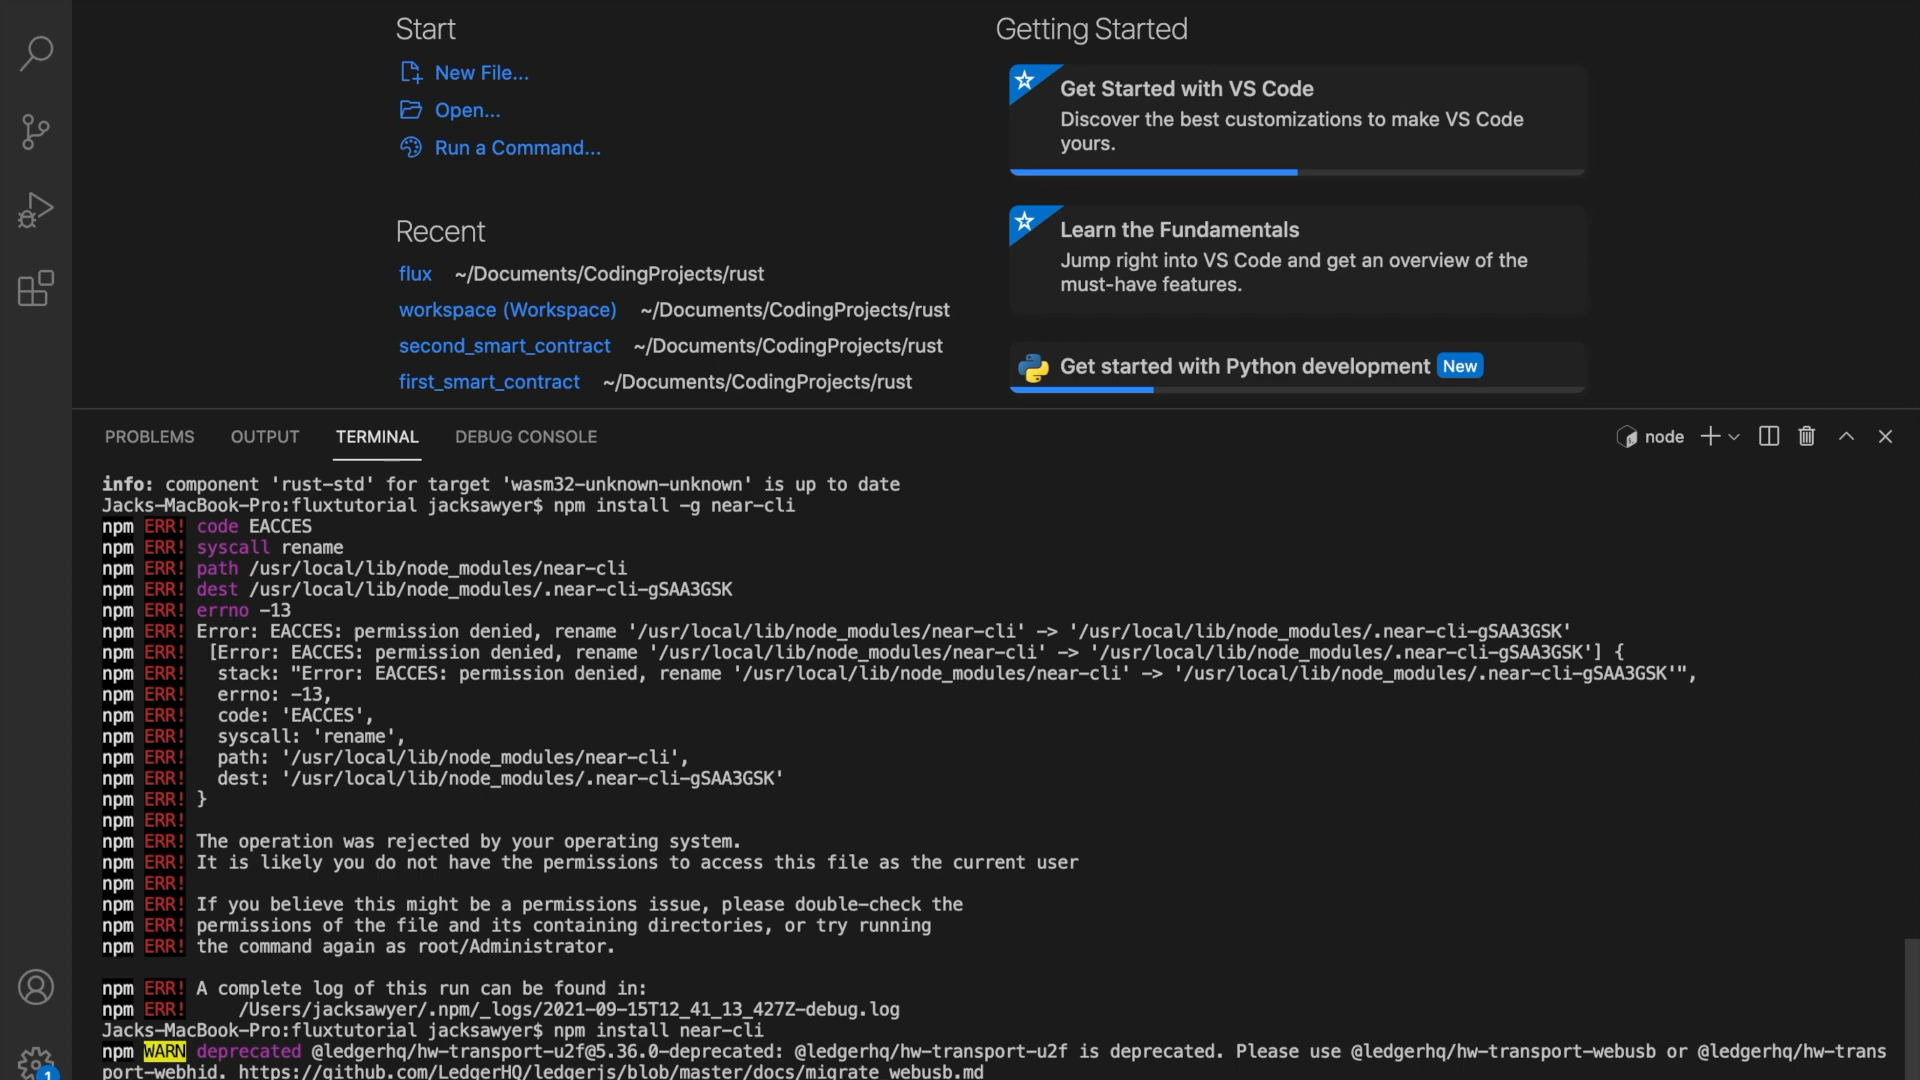 Start
New File...
Open...
Run a Command...
Recent
flux ~/Documents/CodingProjects/rust
workspace (Workspace) ~/Documents/CodingProjects/rust
second_smart_contract ~/Documents/CodingProjects/rust
first_smart_contract ~/Documents/CodingProjects/rust
Getting Started
Get Started with VS Code
Discover the best customizations to make VS Code
yours.
Learn the Fundamentals
Jump right into VS Code and get an overview of the
must-have features.
Get started with Python development New
PROBLEMS OUTPUT TERMINAL DEBUG CONSOLE
node
info: component 'rust-std' for target 'wasm32-unknown-unknown' is up to date
Jacks-MacBook-Pro:fluxtutorial jacksawyer$ npm install -g near-cli
npm ERR! code EACCES
npm ERR! syscall rename
npm ERR! path /usr/local/lib/node_modules/near-cli
npm ERR! dest /usr/local/lib/node_modules/.near-cli-gSAA3GSK
npm ERR! errno -13
npm ERR! Error: EACCES: permission denied, rename '/usr/local/lib/node_modules/near-cli' -> '/usr/local/lib/node_modules/.near-cli-gSAA3GSK'
npm ERR!  [Error: EACCES: permission denied, rename '/usr/local/lib/node_modules/near-cli' -> '/usr/local/lib/node_modules/.near-cli-gSAA3GSK'] {
npm ERR!   stack: "Error: EACCES: permission denied, rename '/usr/local/lib/node_modules/near-cli' -> '/usr/local/lib/node_modules/.near-cli-gSAA3GSK'",
npm ERR!   errno: -13,
npm ERR!   code: 'EACCES',
npm ERR!   syscall: 'rename',
npm ERR!   path: '/usr/local/lib/node_modules/near-cli',
npm ERR!   dest: '/usr/local/lib/node_modules/.near-cli-gSAA3GSK'
npm ERR! }
npm ERR!
npm ERR! The operation was rejected by your operating system.
npm ERR! It is likely you do not have the permissions to access this file as the current user
npm ERR!
npm ERR! If you believe this might be a permissions issue, please double-check the
npm ERR! permissions of the file and its containing directories, or try running
npm ERR! the command again as root/Administrator.
npm ERR! A complete log of this run can be found in:
npm ERR!     /Users/jacksawyer/.npm/_logs/2021-09-15T12_41_13_427Z-debug.log
Jacks-MacBook-Pro:fluxtutorial jacksawyer$ npm install near-cli
npm WARN deprecated @ledgerhq/hw-transport-u2f@5.36.0-deprecated: @ledgerhq/hw-transport-u2f is deprecated. Please use @ledgerhq/hw-transport-webusb or @ledgerhq/hw-trans
port-webhid. https://github.com/LedgerHQ/ledgerjs/blob/master/docs/migrate_webusb.md
1